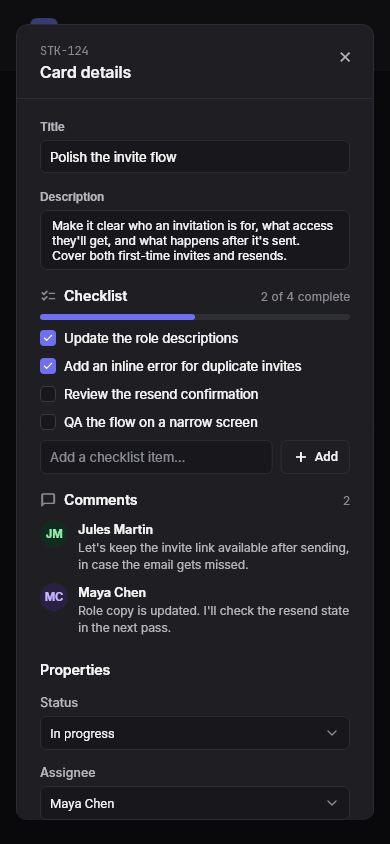 STK-124
Card details
Title
Polish the invite flow
Description
Make it clear who an invitation is for, what access
they'll get, and what happens after it's sent.
Cover both first-time invites and resends.
Checklist
2 of 4 complete
Update the role descriptions
Add an inline error for duplicate invites
Review the resend confirmation
QA the flow on a narrow screen
Add a checklist item...
Add
Comments
2
JM
Jules Martin
Let's keep the invite link available after sending,
in case the email gets missed.
MC
Maya Chen
Role copy is updated. I'll check the resend state
in the next pass.
Properties
Status
In progress
Assignee
Maya Chen